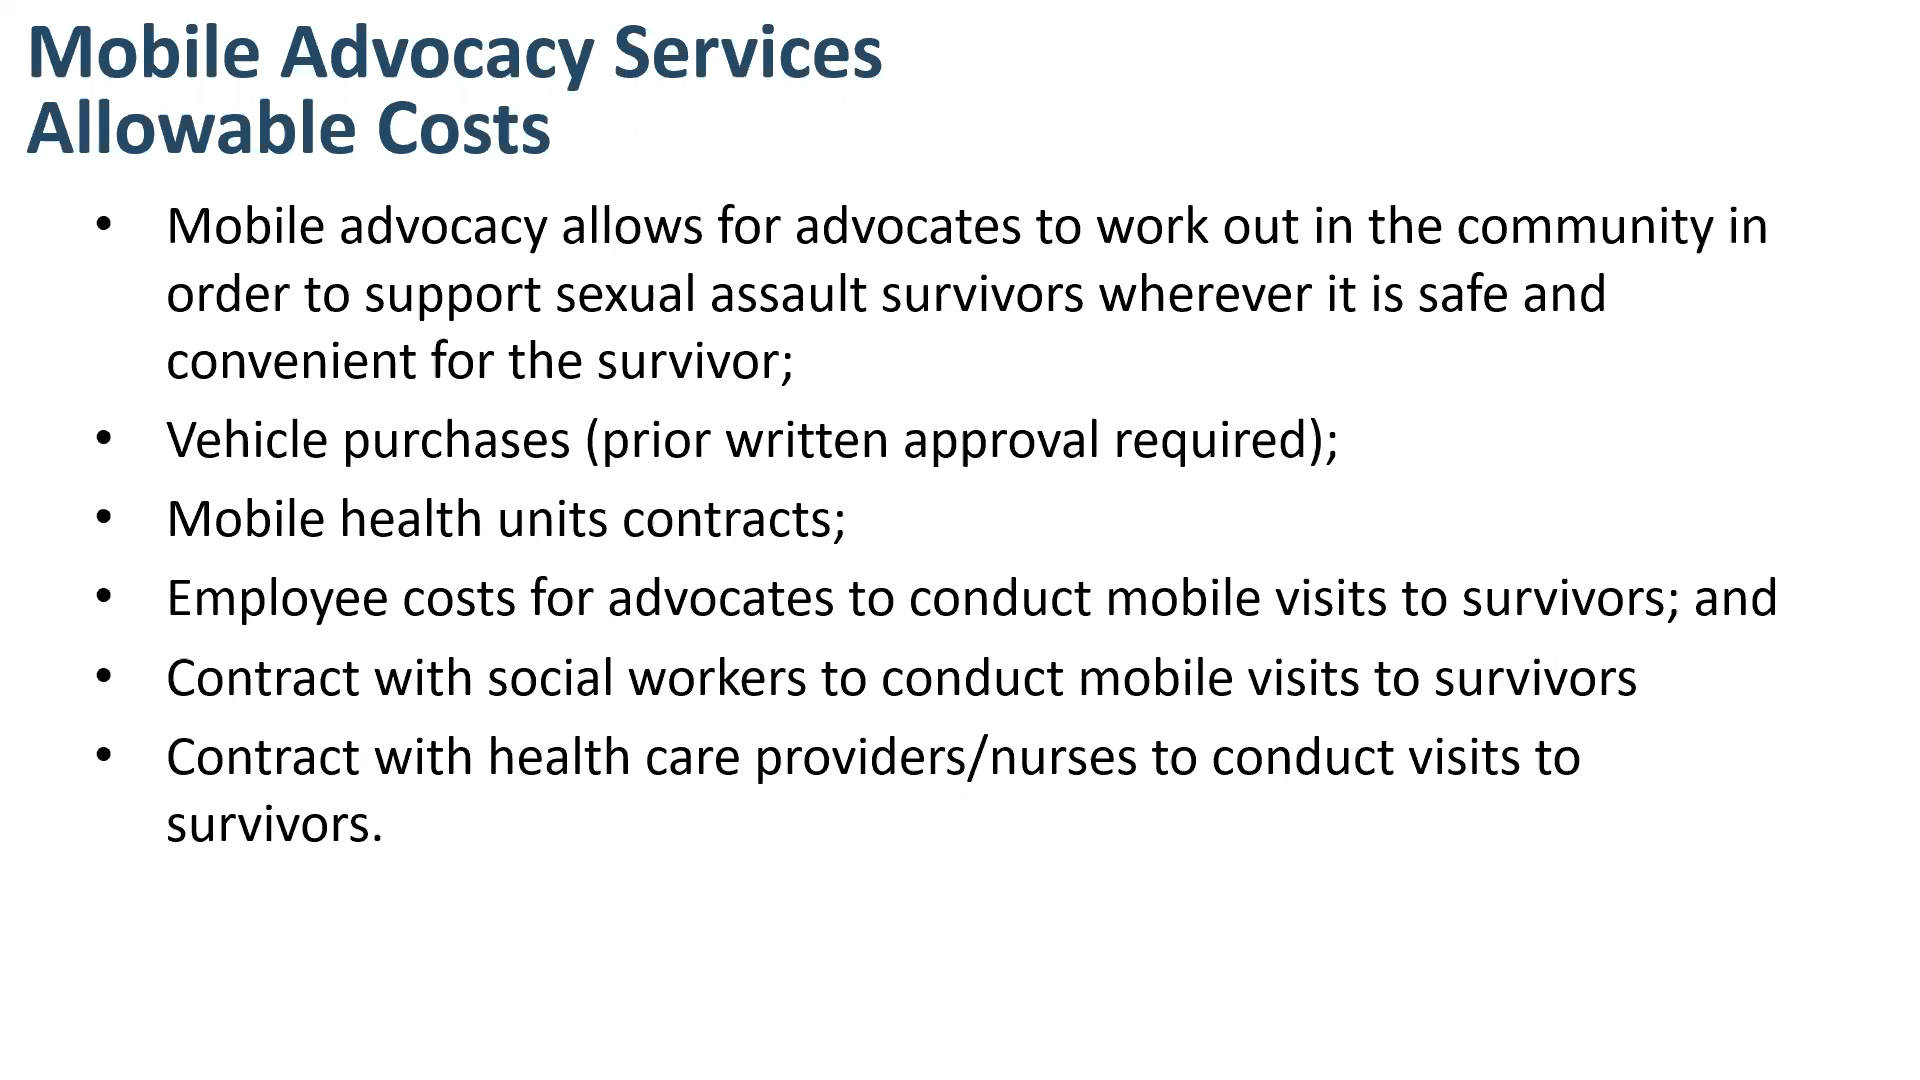 Mobile Advocacy Services
Allowable Costs
• Mobile advocacy allows for advocates to work out in the community in
order to support sexual assault survivors wherever it is safe and
convenient for the survivor;
• Vehicle purchases (prior written approval required);
• Mobile health units contracts;
• Employee costs for advocates to conduct mobile visits to survivors; and
• Contract with social workers to conduct mobile visits to survivors
• Contract with health care providers/nurses to conduct visits to
survivors.